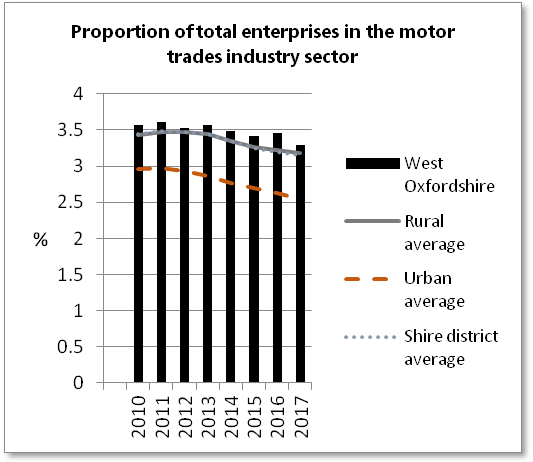 Proportion of total enterprises in the motor
trades industry sector
4
3.5
3
2.5
2
1.5
1
0.5
0
%
2010
2011
2012
2013
2014
2015
2016
2017
West
Oxfordshire
Rural
average
Urban
average
Shire district
average